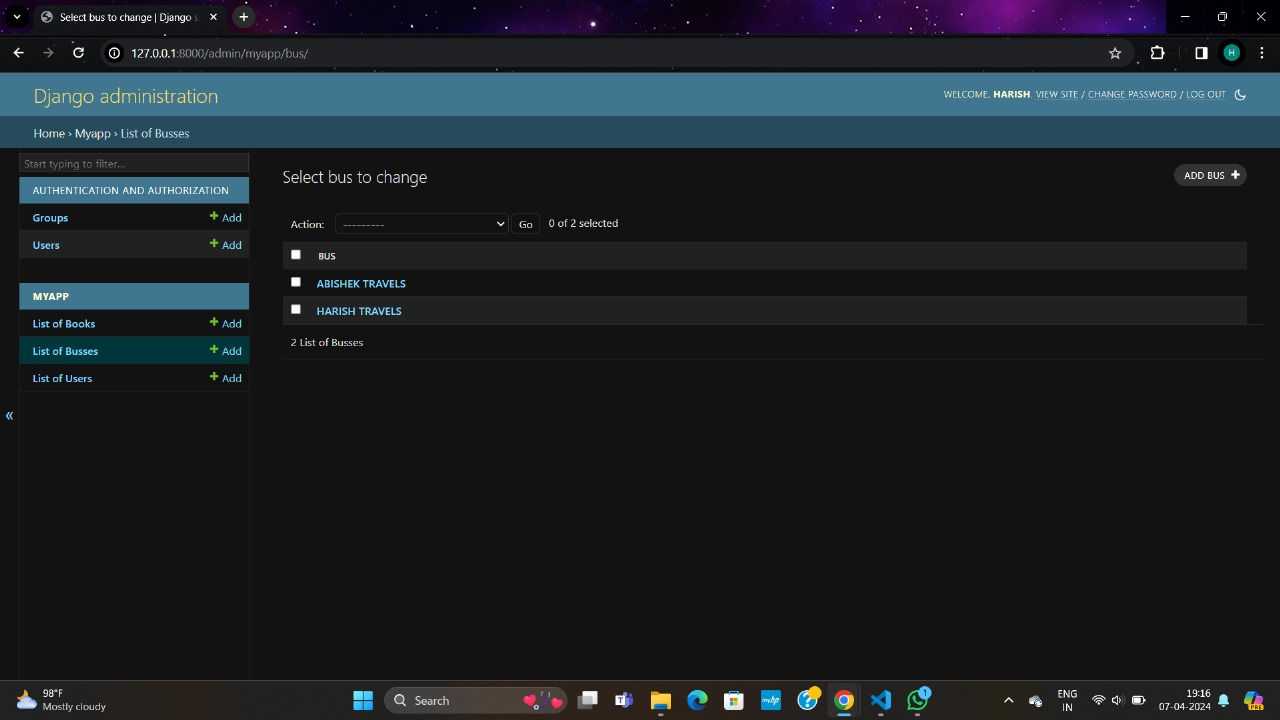 Select bus to change | Django s
127.0.0.1:8000/admin/myapp/bus/
H
Django administration
WELCOME, HARISH. VIEW SITE / CHANGE PASSWORD / LOG OUT
Home › Myapp › List of Busses
Start typing to filter...
AUTHENTICATION AND AUTHORIZATION
Groups + Add
Users + Add
MYAPP
List of Books + Add
List of Busses + Add
List of Users + Add
«
Select bus to change
ADD BUS +
Action: --------- Go 0 of 2 selected
BUS
ABISHEK TRAVELS
HARISH TRAVELS
2 List of Busses
98°F
Mostly cloudy
Search
1
ENG
IN
19:16
07-04-2024
PRE